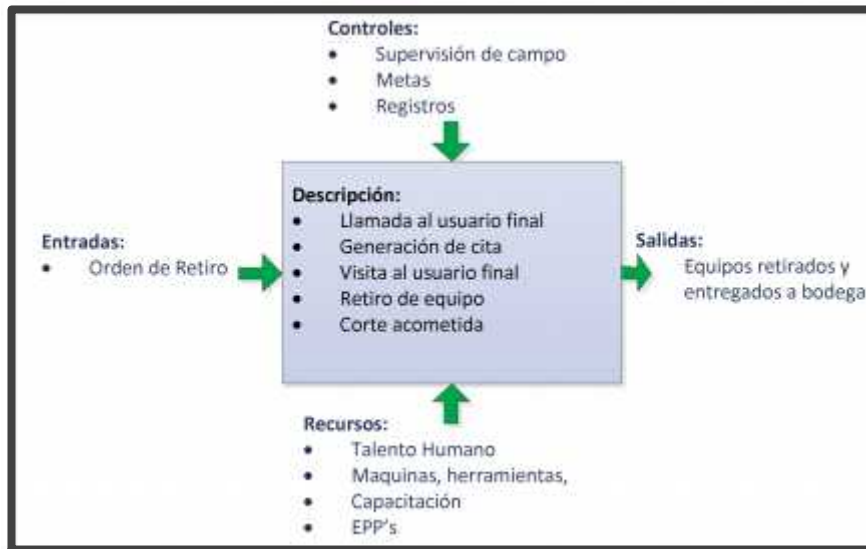 Controles:
• Supervisión de campo
• Metas
• Registros
Descripción:
• Llamada al usuario final
• Generación de cita
• Visita al usuario final
• Retiro de equipo
• Corte acometida
Entradas:
• Orden de Retiro
Salidas:
Equipos retirados y
entregados a bodega
Recursos:
• Talento Humano
• Maquinas, herramientas,
• Capacitación
• EPP's